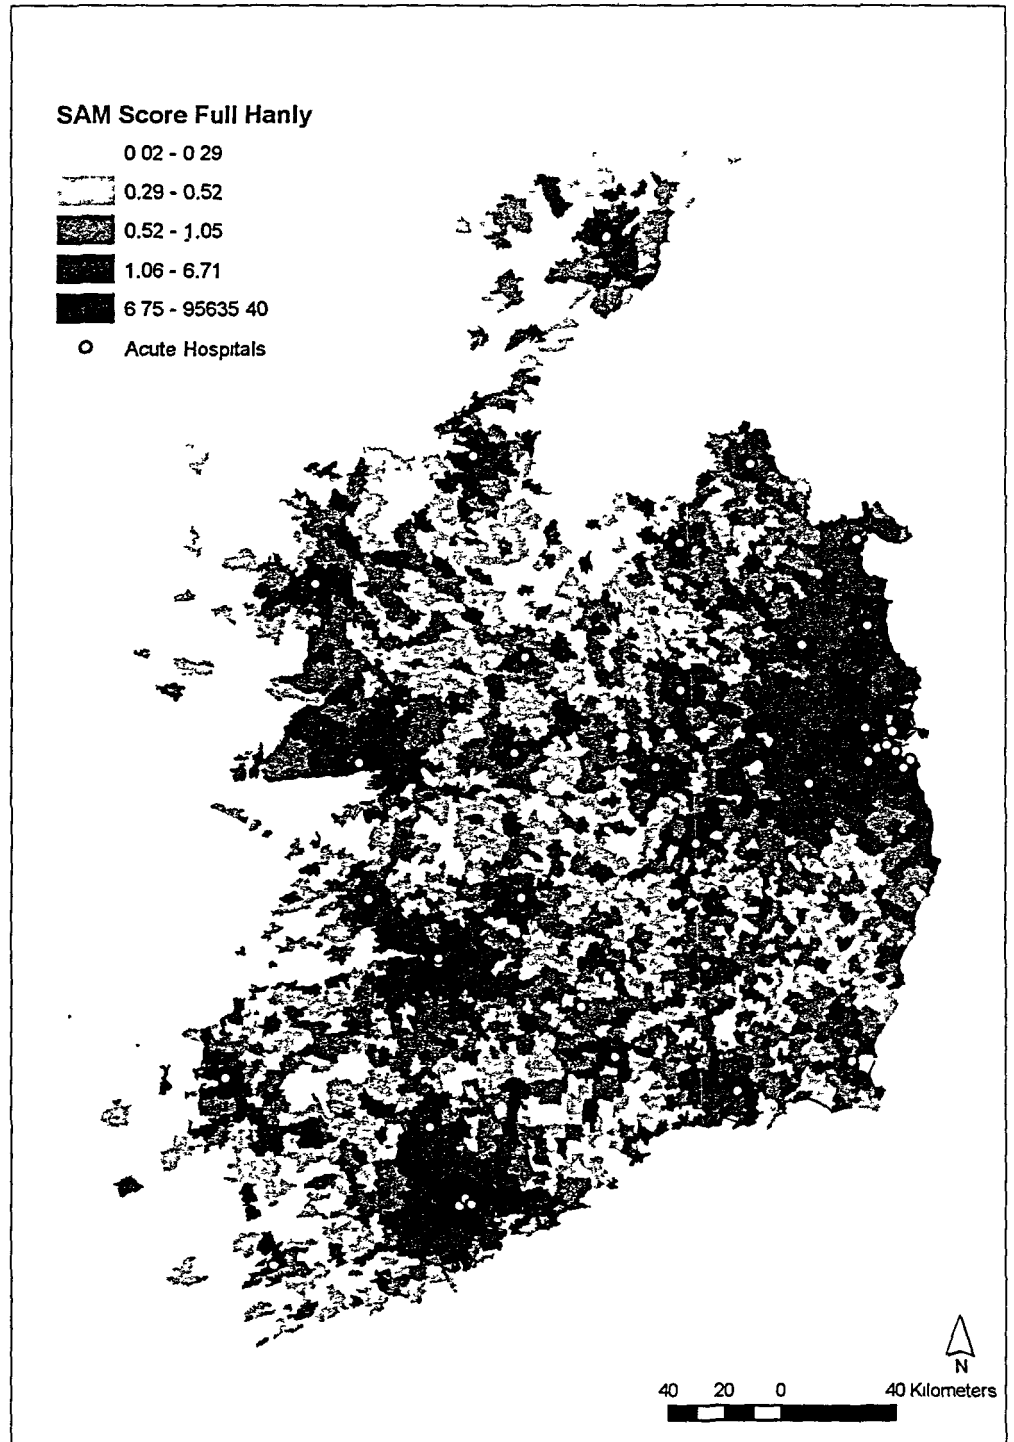 SAM Score Full Hanly
0 02 - 0 29
0.29 - 0.52
0.52 - 1.05
1.06 - 6.71
6 75 - 95635 40
Acute Hospitals
N
40 20 0 40 Kilometers